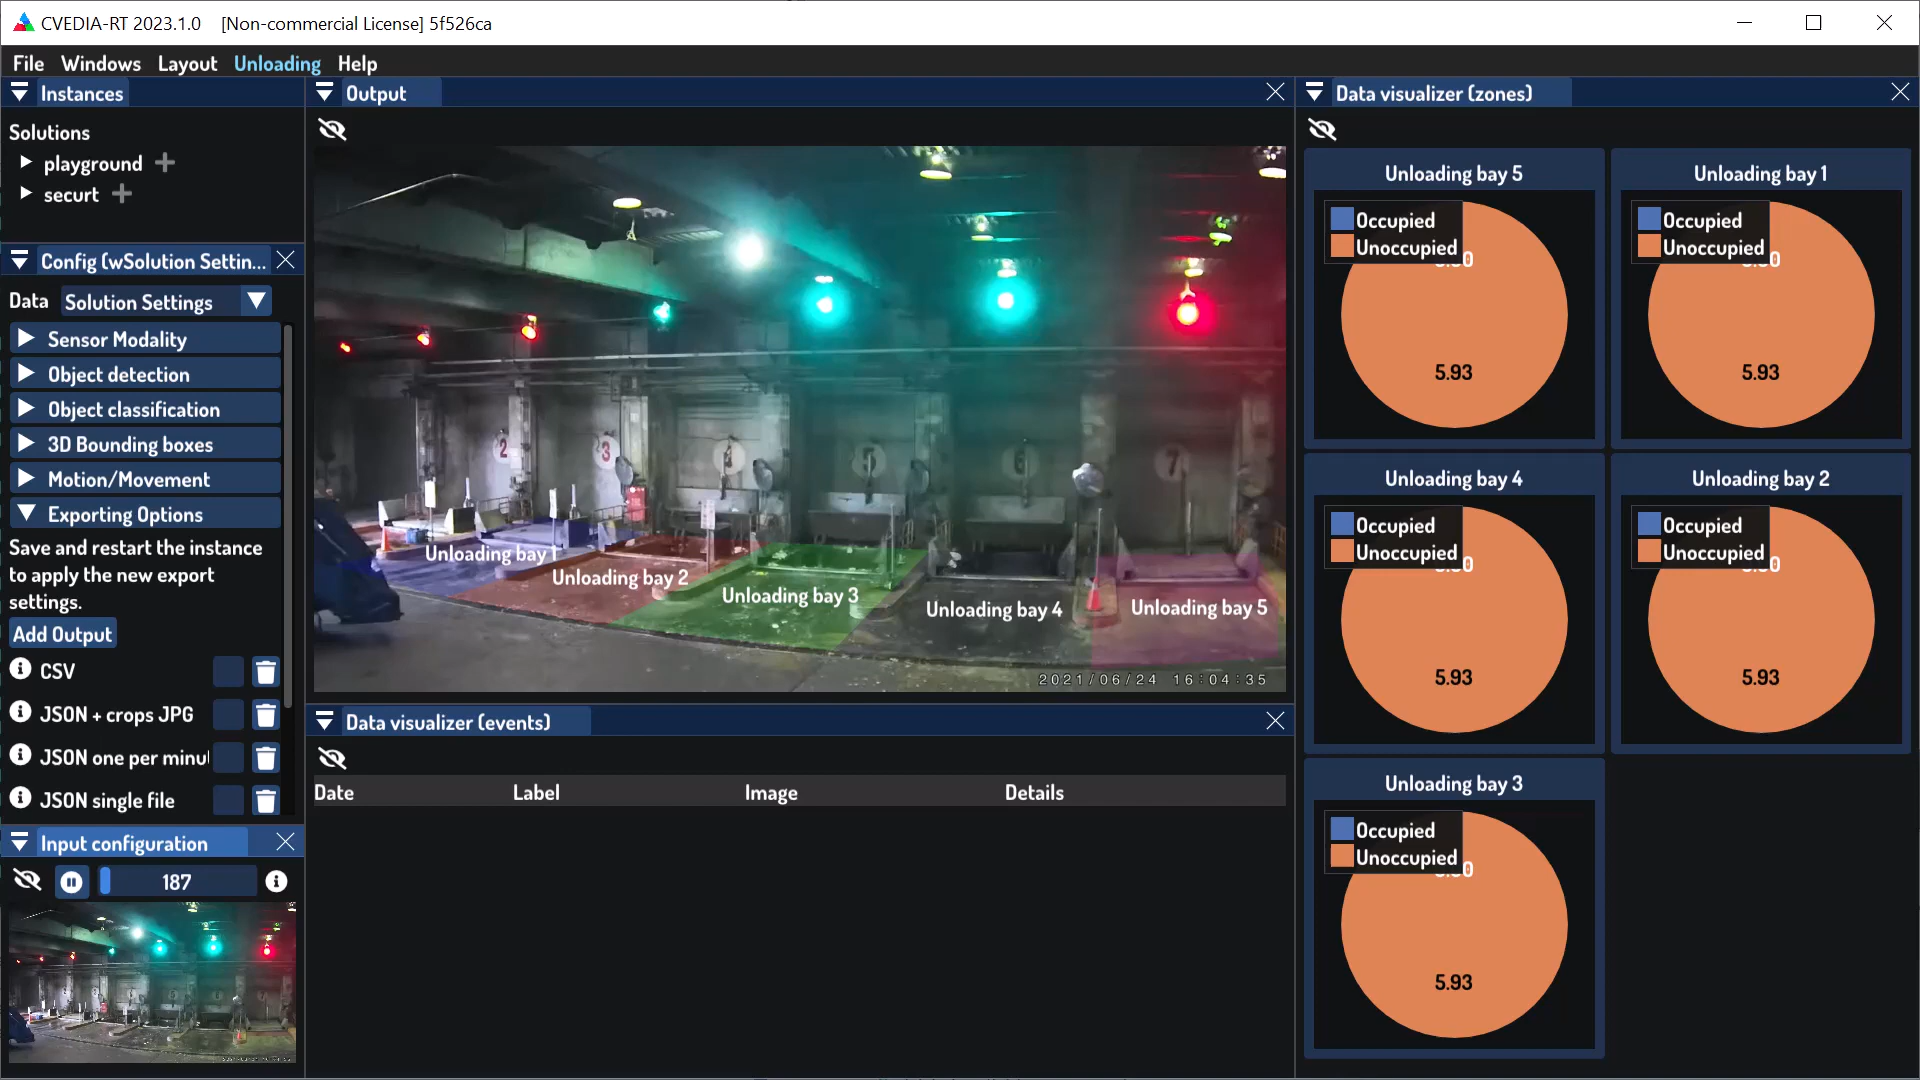 CVEDIA-RT 2023.1.0 [Non-commercial License] 5f526ca
File Windows Layout Unloading Help
Instances
Solutions
playground
securt
Config (wSolution Settin...
Data Solution Settings
Sensor Modality
Object detection
Object classification
3D Bounding boxes
Motion/Movement
Exporting Options
Save and restart the instance
to apply the new export
settings.
Add Output
CSV
JSON + crops JPG
JSON one per minu
JSON single file
Input configuration
187
Output
2
3
5
6
7
Unloading bay 1
Unloading bay 2
Unloading bay 3
Unloading bay 4
Unloading bay 5
2021/06/24 16:04:35
Data visualizer (events)
Date Label Image Details
Data visualizer (zones)
Unloading bay 5
Occupied
Unoccupied
5.93
Unloading bay 1
Occupied
Unoccupied
5.93
Unloading bay 4
Occupied
Unoccupied
5.93
Unloading bay 2
Occupied
Unoccupied
5.93
Unloading bay 3
Occupied
Unoccupied
5.93